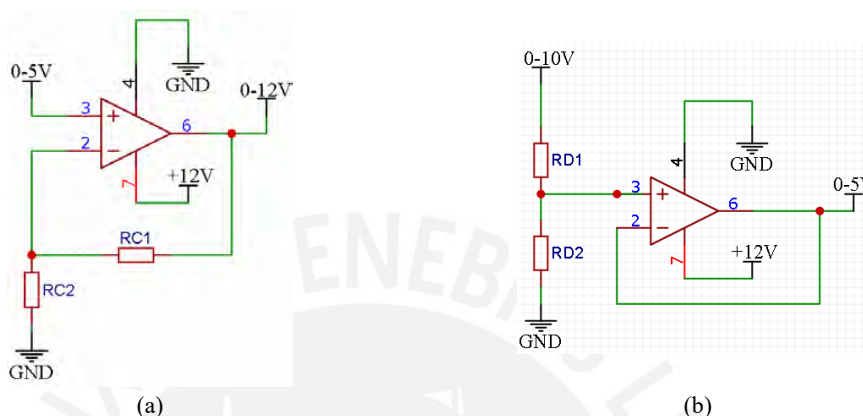 0-5V
3
2
4
GND
6
0-12V
7
+12V
RC1
RC2
GND
(a)
0-10V
RD1
RD2
GND
3
2
4
GND
6
0-5V
7
+12V
(b)
ENEB